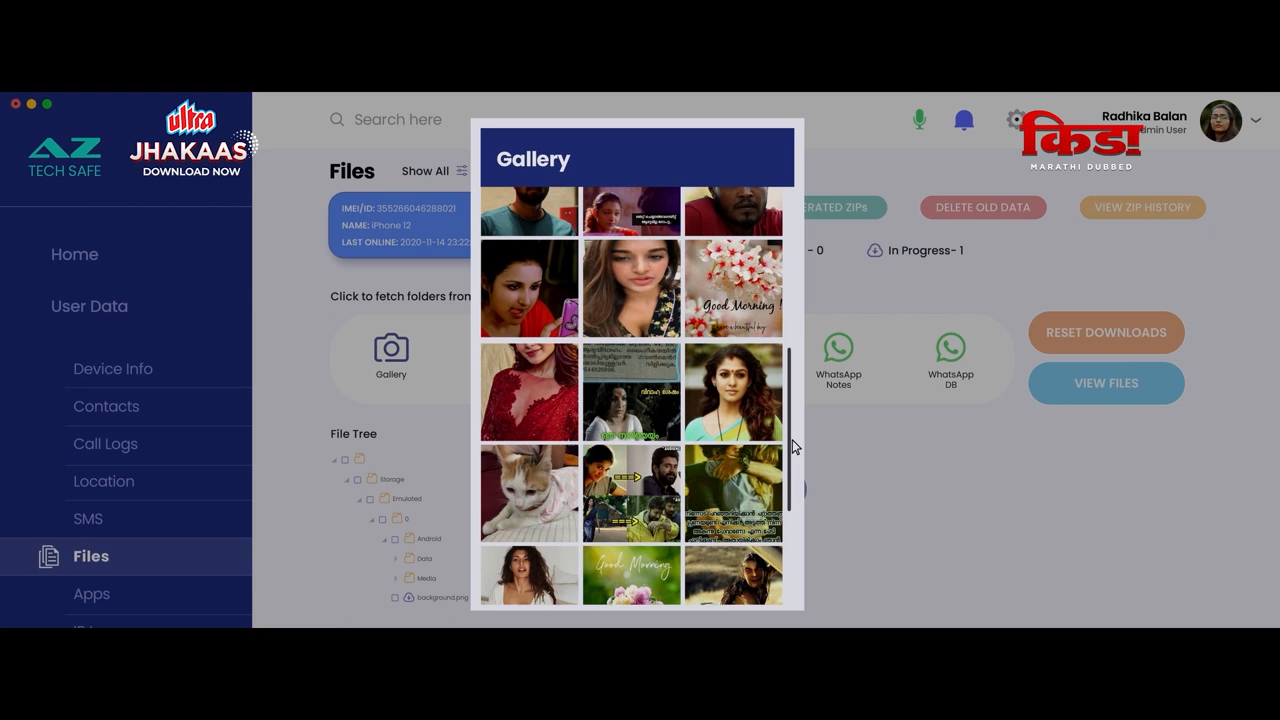 ultra
JHAKAAS
DOWNLOAD NOW
AZ
TECH SAFE
Search here
Radhika Balan
dmin User
किडा
MARATHI DUBBED
Home
User Data
Device Info
Contacts
Call Logs
Location
SMS
Files
Apps
Files
Show All
IMEI/ID: 355266046288021
NAME: iPhone 12
LAST ONLINE: 2020-11-14 23:22:
ERATED ZIPs
DELETE OLD DATA
VIEW ZIP HISTORY
- 0
In Progress- 1
Click to fetch folders from
Gallery
WhatsApp
Notes
WhatsApp
DB
RESET DOWNLOADS
VIEW FILES
File Tree
Storage
Emulated
0
Android
Data
Media
background.png
Gallery
Good Morning !
വിവാഹ ശേഷം
Good Morning